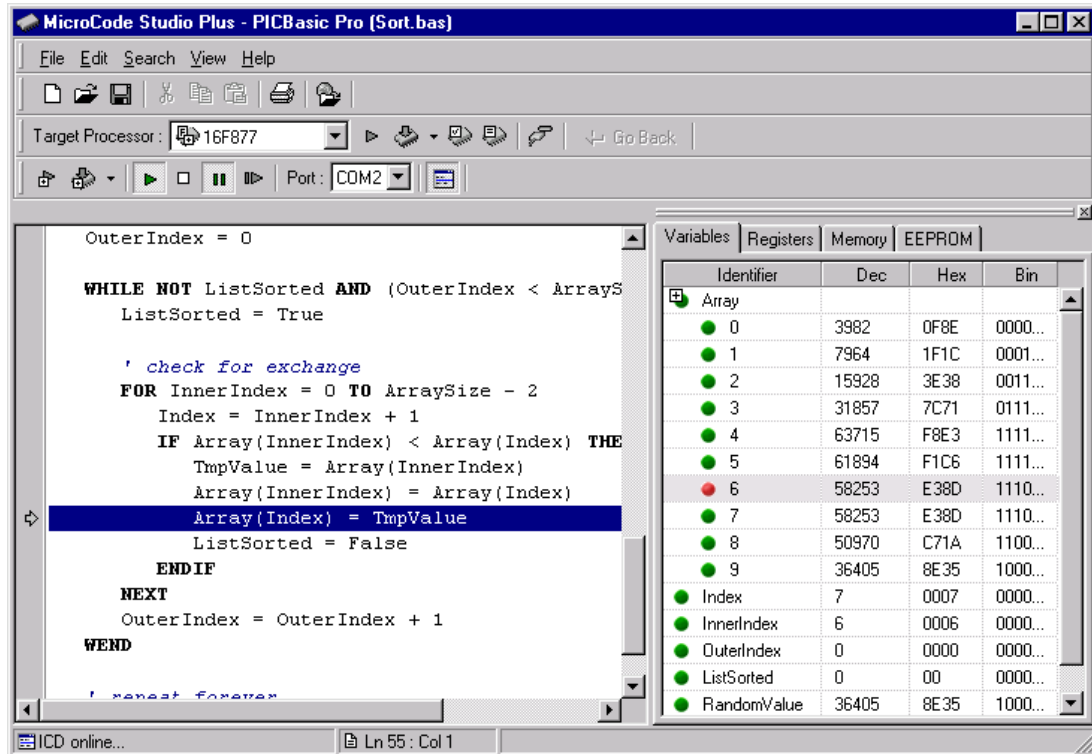 MicroCode Studio Plus - PICBasic Pro (Sort.bas)
File Edit Search View Help
Target Processor : 16F877 Go Back
Port : COM2
OuterIndex = 0
WHILE NOT ListSorted AND (OuterIndex < ArrayS
ListSorted = True
' check for exchange
FOR InnerIndex = 0 TO ArraySize - 2
Index = InnerIndex + 1
IF Array(InnerIndex) < Array(Index) THE
TmpValue = Array(InnerIndex)
Array(InnerIndex) = Array(Index)
Array(Index) = TmpValue
ListSorted = False
ENDIF
NEXT
OuterIndex = OuterIndex + 1
WEND
' repeat forever
Variables Registers Memory EEPROM
Identifier Dec Hex Bin
Array
0 3982 0F8E 0000...
1 7964 1F1C 0001...
2 15928 3E38 0011...
3 31857 7C71 0111...
4 63715 F8E3 1111...
5 61894 F1C6 1111...
6 58253 E38D 1110...
7 58253 E38D 1110...
8 50970 C71A 1100...
9 36405 8E35 1000...
Index 7 0007 0000...
InnerIndex 6 0006 0000...
OuterIndex 0 0000 0000...
ListSorted 0 00 0000...
RandomValue 36405 8E35 1000...
ICD online... Ln 55 : Col 1